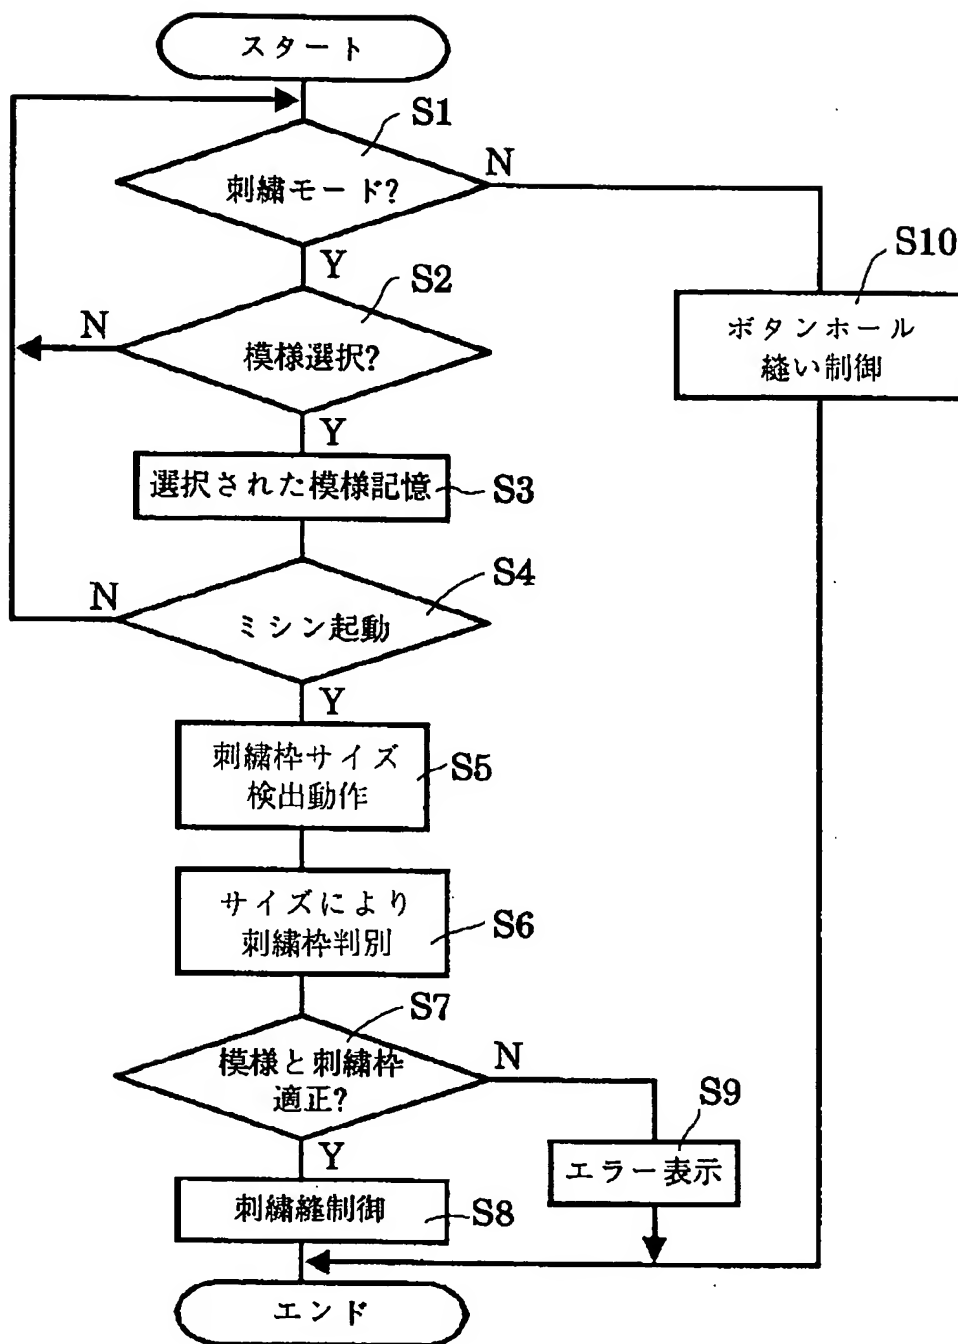 スタート
S1
刺繍モード?
N
Y
S10
ボタンホール
縫い制御
S2
N
模様選択?
Y
選択された模様記憶
S3
S4
N
ミシン起動
Y
刺繍枠サイズ
検出動作
S5
サイズにより
刺繍枠判別
S6
S7
模様と刺繍枠
適正?
N
Y
S9
エラー表示
刺繍縫制御
S8
エンド